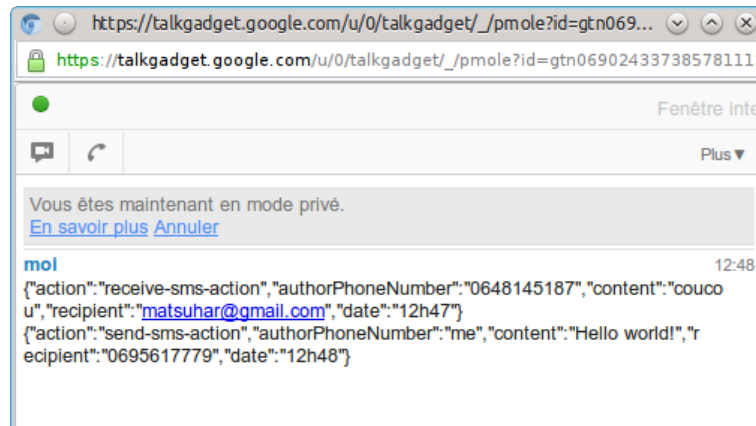 https://talkgadget.google.com/u/0/talkgadget/_/pmole?id=gtn069...
https://talkgadget.google.com/u/0/talkgadget/_/pmole?id=gtn06902433738578111
Fenêtre inte
Plus▼
Vous êtes maintenant en mode privé.
En savoir plus Annuler
moi 12:48
{"action":"receive-sms-action","authorPhoneNumber":"0648145187","content":"couco
u","recipient":"matsuhar@gmail.com","date":"12h47"}
{"action":"send-sms-action","authorPhoneNumber":"me","content":"Hello world!","r
ecipient":"0695617779","date":"12h48"}